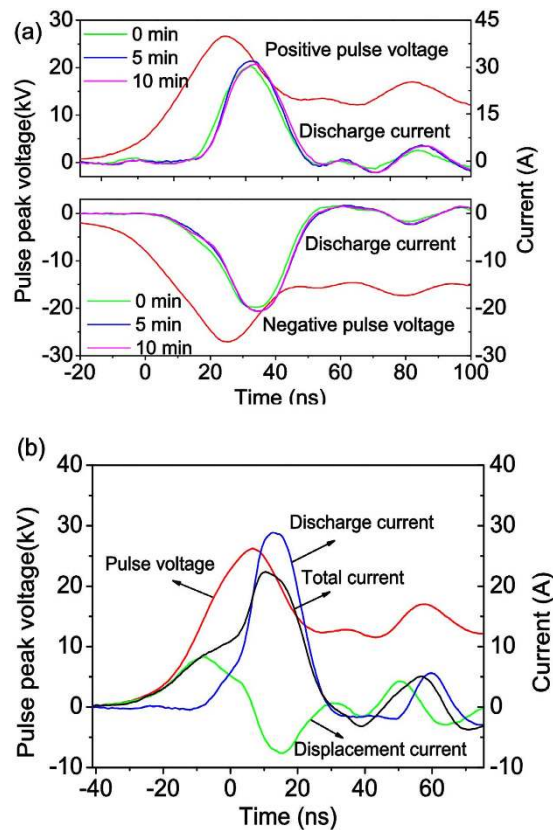 (a)
0 min
5 min
10 min
Positive pulse voltage
Discharge current
Pulse peak voltage(kV)
Current (A)
30
20
10
0
45
30
15
0
0
-10
-20
-30
0
-10
-20
-30
Discharge current
0 min
5 min
10 min
Negative pulse voltage
-20
0
20
40
60
80
100
Time (ns)
(b)
40
30
20
10
0
-10
40
30
20
10
0
-10
Pulse peak voltage(kV)
Current (A)
Discharge current
Pulse voltage
Total current
Displacement current
-40
-20
0
20
40
60
Time (ns)